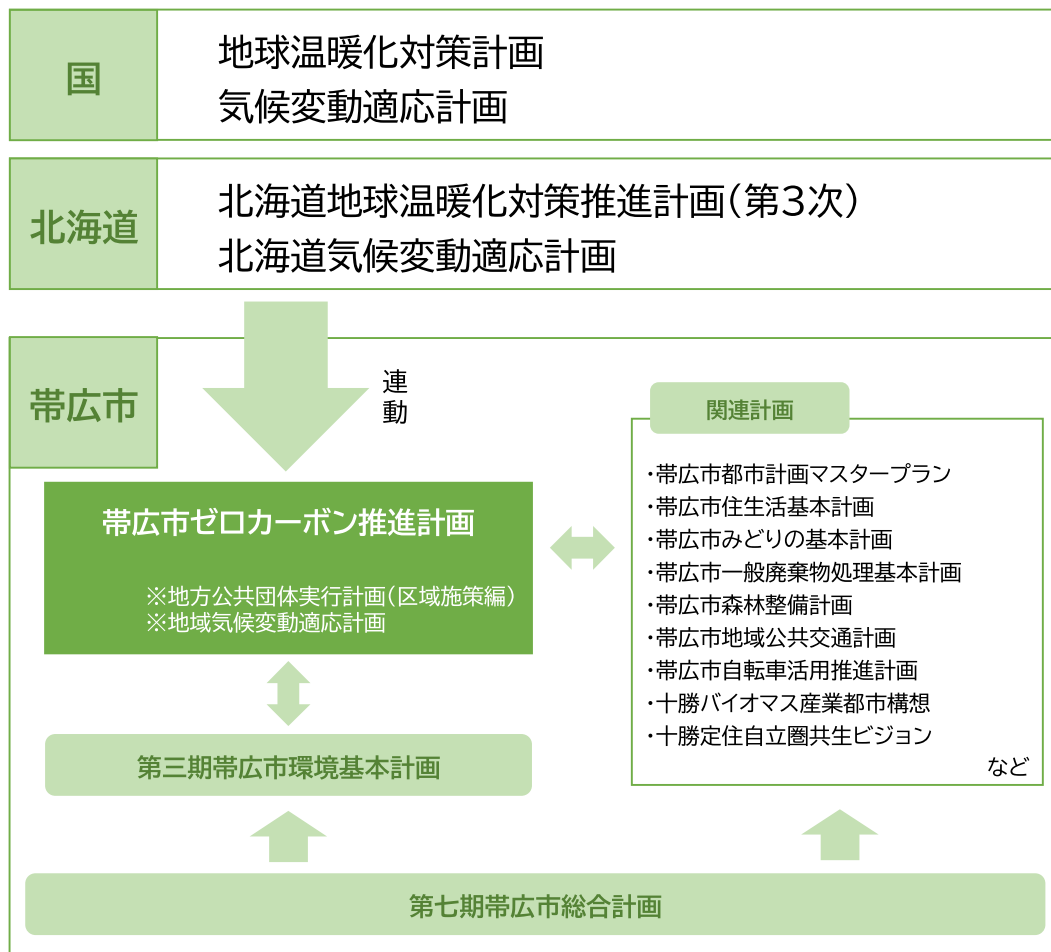 国
地球温暖化対策計画
気候変動適応計画
北海道
北海道地球温暖化対策推進計画（第３次）
北海道気候変動適応計画
帯広市
連動
帯広市ゼロカーボン推進計画
※地方公共団体実行計画（区域施策編）
※地域気候変動適応計画
関連計画
・帯広市都市計画マスタープラン
・帯広市住生活基本計画
・帯広市みどりの基本計画
・帯広市一般廃棄物処理基本計画
・帯広市森林整備計画
・帯広市地域公共交通計画
・帯広市自転車活用推進計画
・十勝バイオマス産業都市構想
・十勝定住自立圏共生ビジョン
など
第三期帯広市環境基本計画
第七期帯広市総合計画